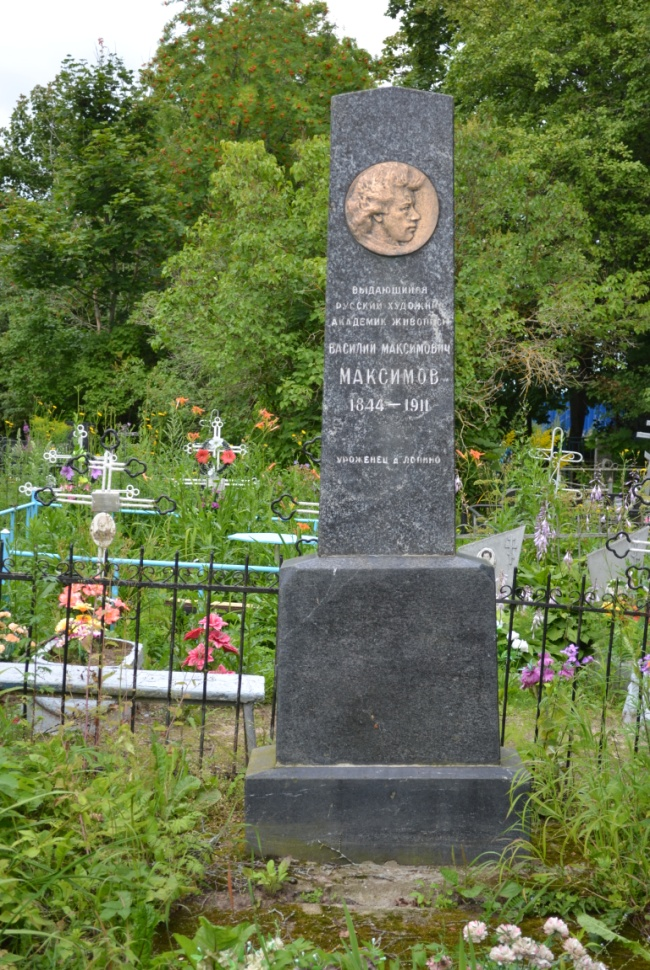 ВЫДАЮЩИЙСЯ
РУССКИЙ ХУДОЖНИК
АКАДЕМИК ЖИВОПИСИ
ВАСИЛИЙ МАКСИМОВИЧ
МАКСИМОВ
1844—1911
УРОЖЕНЕЦ д. ЛОПИНО